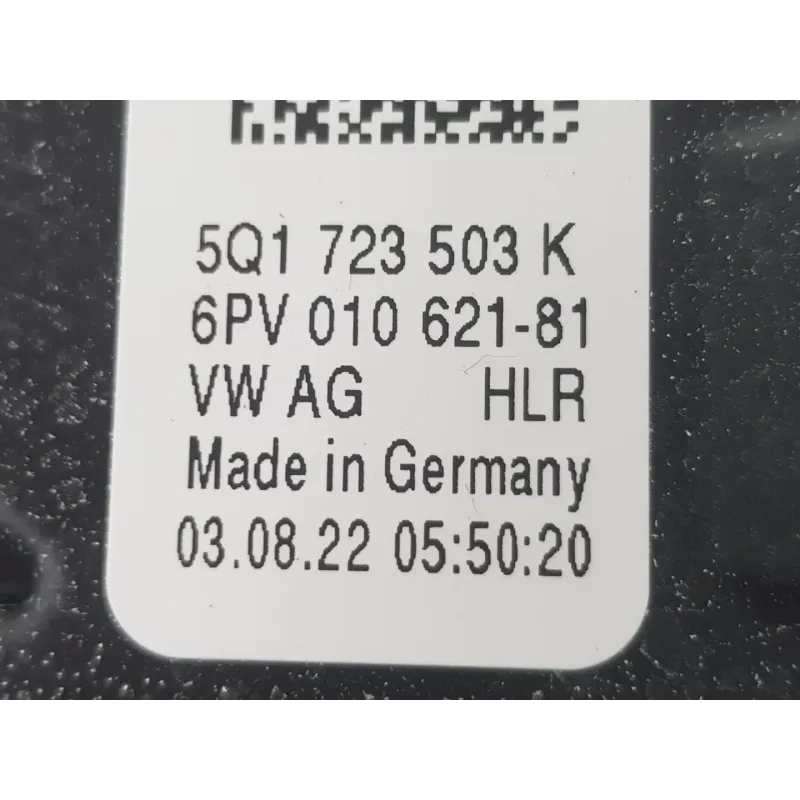 5Q1 723 503 K
6PV 010 621-81
VW AG HLR
Made in Germany
03.08.22 05:50:20